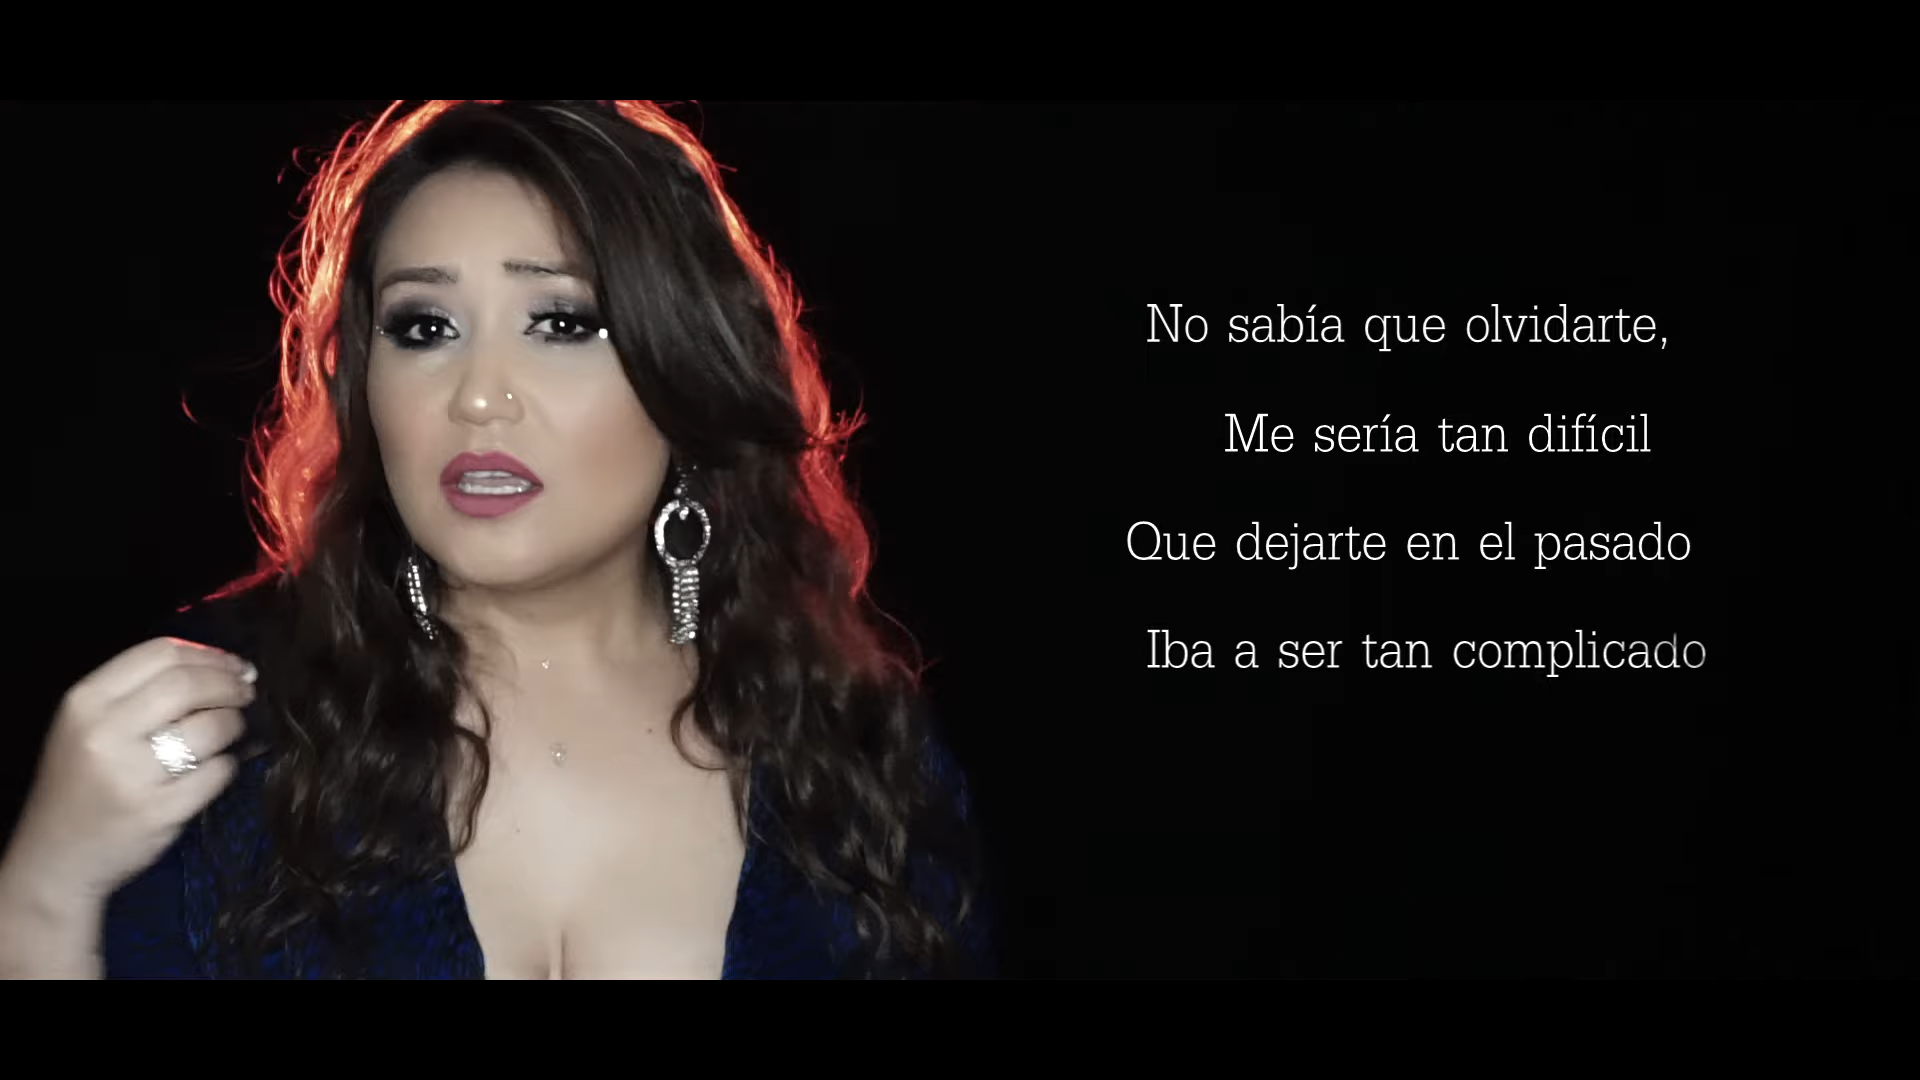 No sabía que olvidarte,
Me sería tan difícil
Que dejarte en el pasado
Iba a ser tan complicado